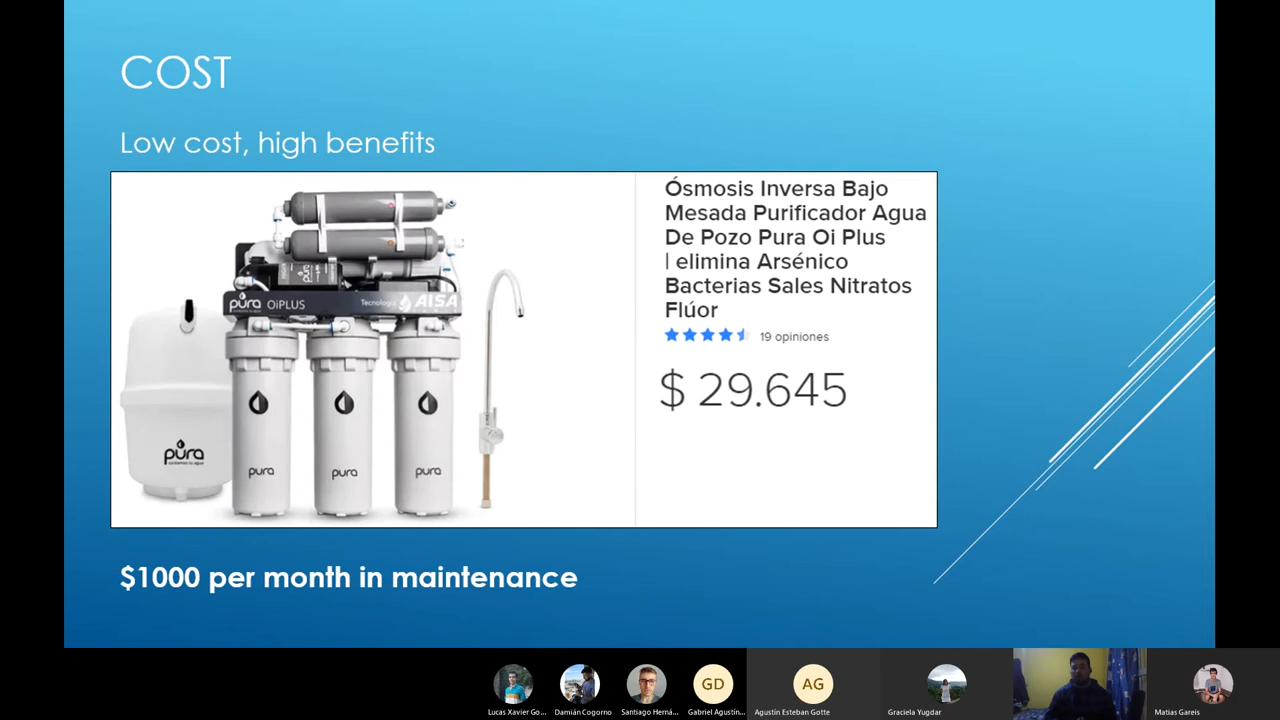 COST
Low cost, high benefits
Ósmosis Inversa Bajo
Mesada Purificador Agua
De Pozo Pura Oi Plus
| elimina Arsénico
Bacterias Sales Nitratos
Flúor
19 opiniones
$ 29.645
pura OiPLUS
Tecnología AISA
pura
pura
pura
pura
$1000 per month in maintenance
GD
AG
Lucas Xavier Go...
Damián Cogorno
Santiago Herná...
Gabriel Agustín...
Agustín Esteban Gotte
Graciela Yugdar
Matias Gareis